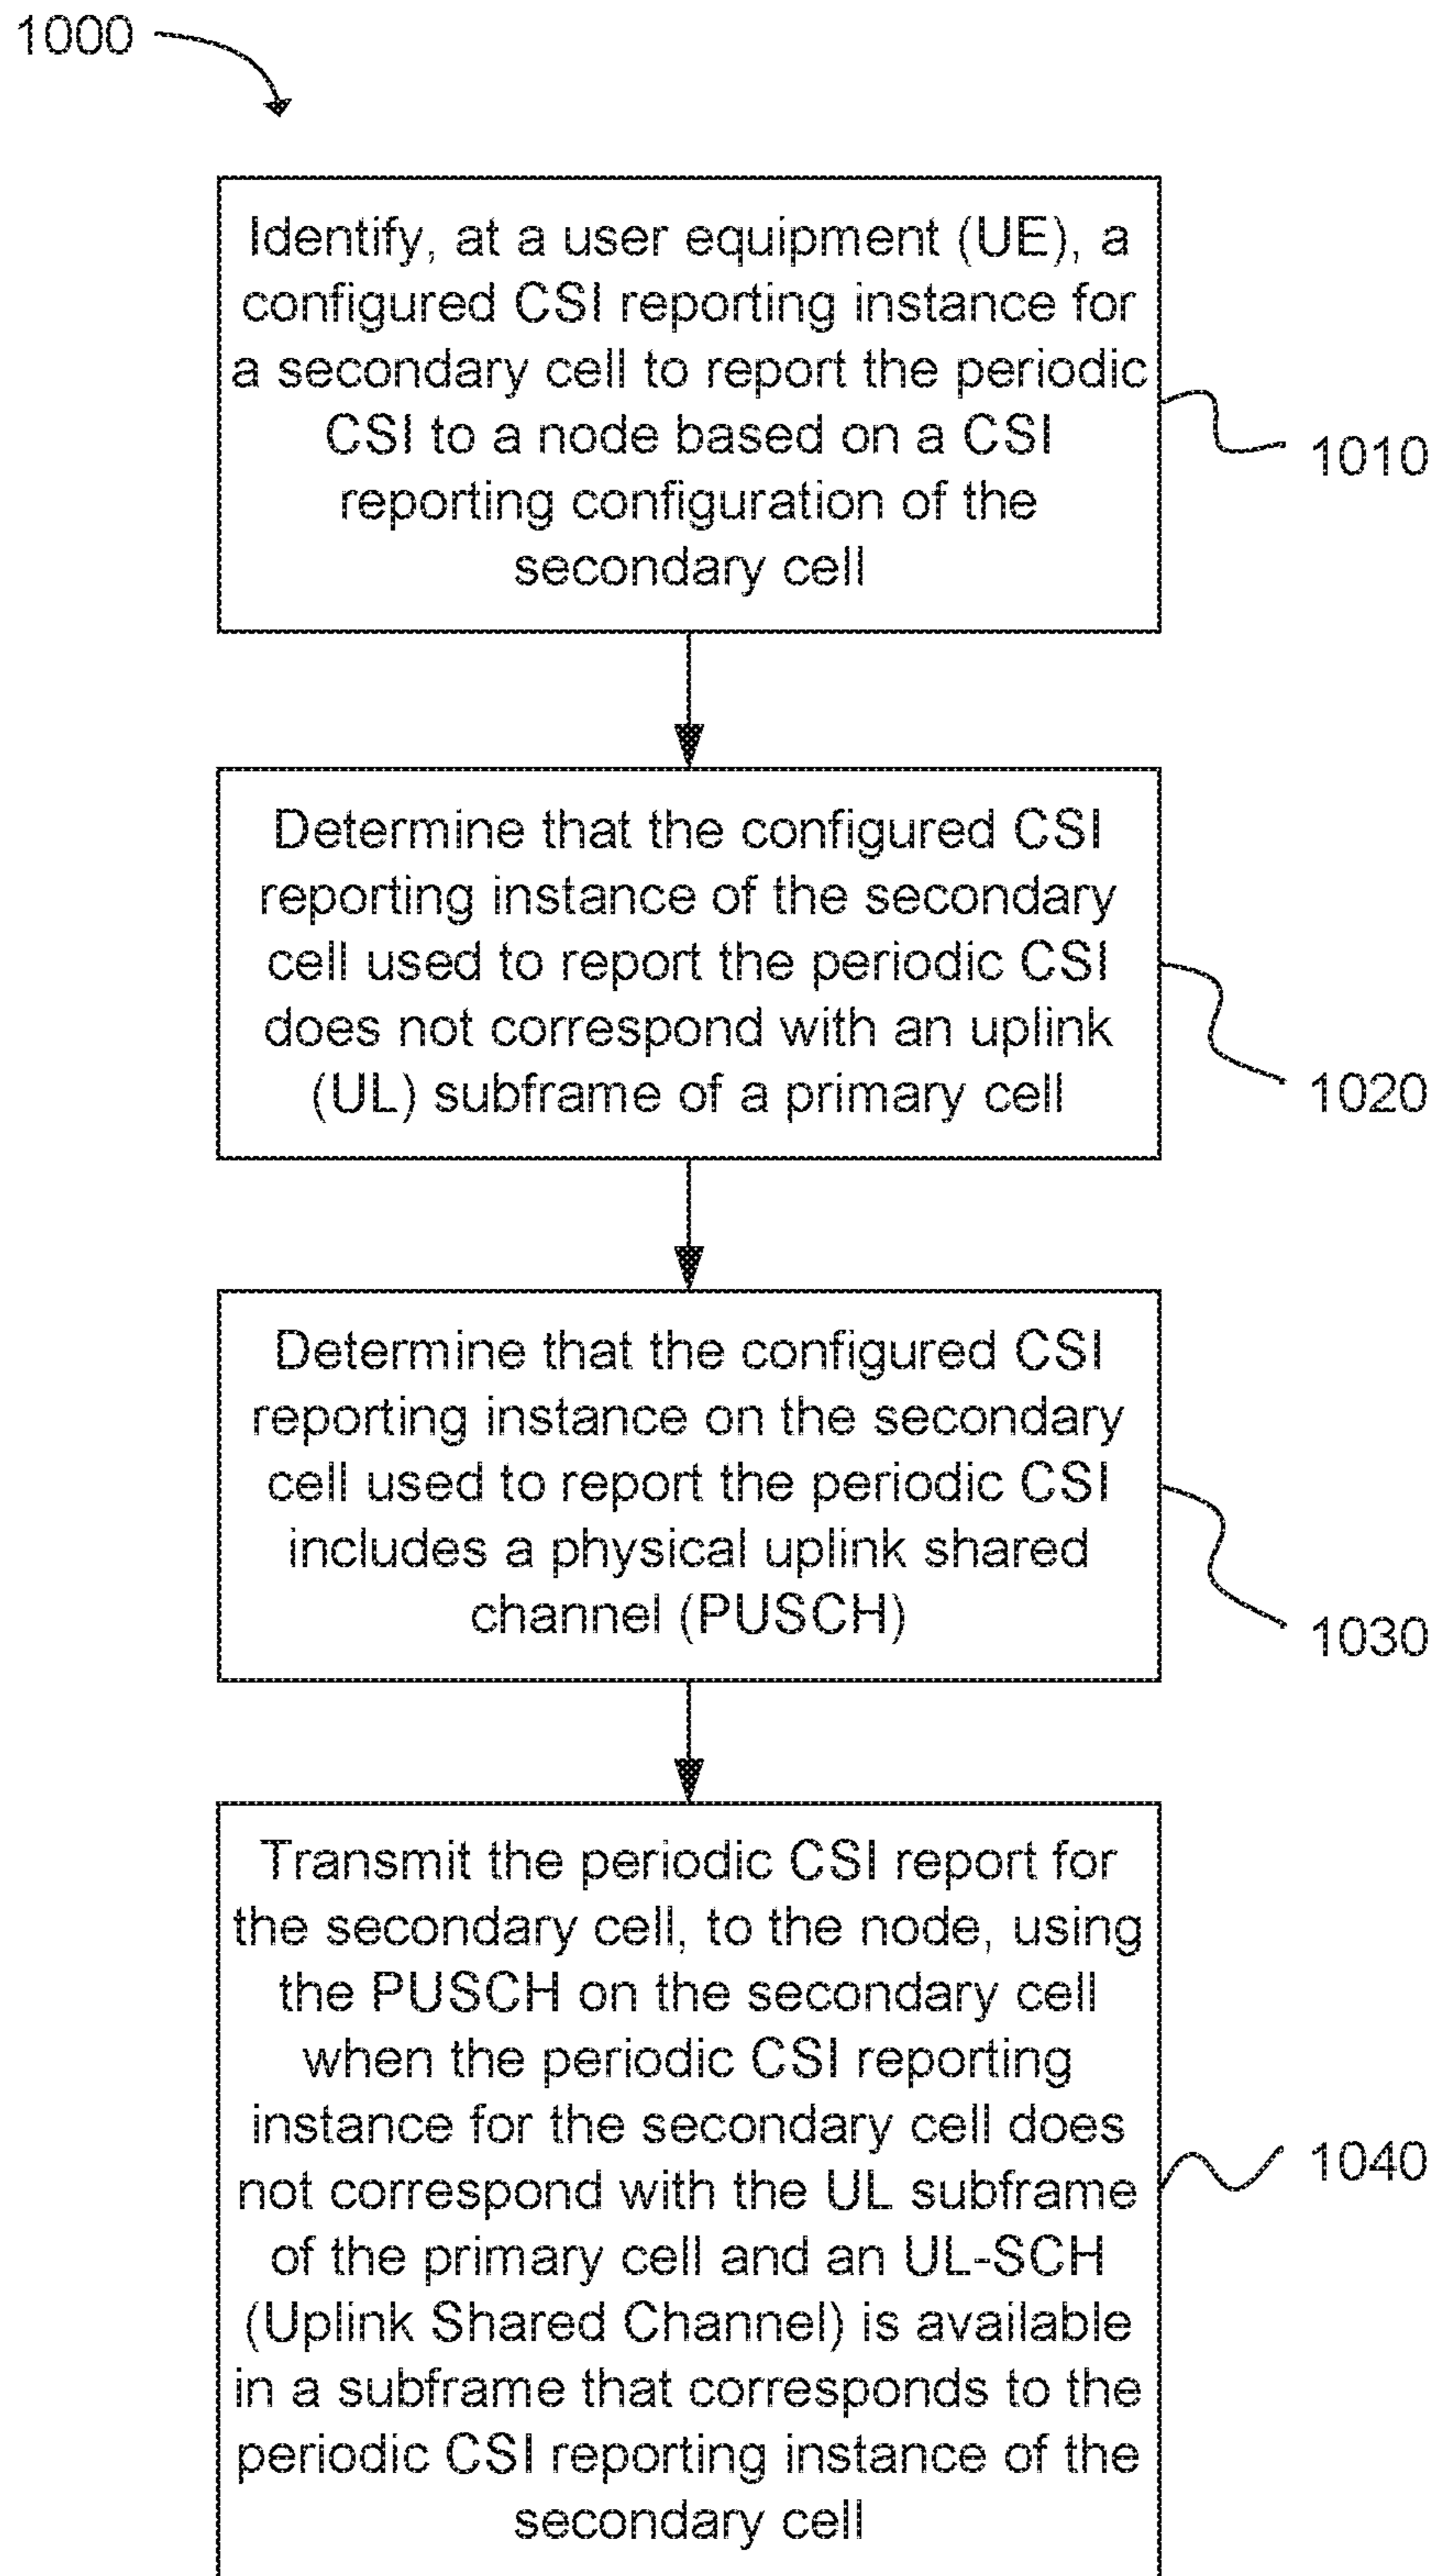 1000
Identify, at a user equipment (UE), a
configured CSI reporting instance for
a secondary cell to report the periodic
CSI to a node based on a CSI
reporting configuration of the
secondary cell
1010
Determine that the configured CSI
reporting instance of the secondary
cell used to report the periodic CSI
does not correspond with an uplink
(UL) subframe of a primary cell
1020
Determine that the configured CSI
reporting instance on the secondary
cell used to report the periodic CSI
includes a physical uplink shared
channel (PUSCH)
1030
Transmit the periodic CSI report for
the secondary cell, to the node, using
the PUSCH on the secondary cell
when the periodic CSI reporting
instance for the secondary cell does
not correspond with the UL subframe
of the primary cell and an UL-SCH
(Uplink Shared Channel) is available
in a subframe that corresponds to the
periodic CSI reporting instance of the
secondary cell
1040